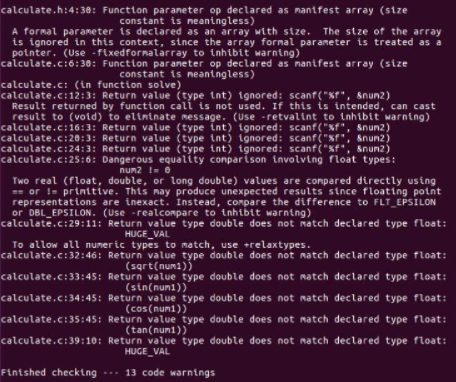 calculate.h:4:30: Function parameter op declared as manifest array (size
constant is meaningless)
A formal parameter is declared as an array with size.  The size of the array
is ignored in this context, since the array formal parameter is treated as a
pointer. (Use -fixedformalarray to inhibit warning)
calculate.c:6:30: Function parameter op declared as manifest array (size
constant is meaningless)
calculate.c: (in function solve)
calculate.c:12:3: Return value (type int) ignored: scanf("%f", &num2)
Result returned by function call is not used. If this is intended, can cast
result to (void) to eliminate message. (Use -retvalint to inhibit warning)
calculate.c:16:3: Return value (type int) ignored: scanf("%f", &num2)
calculate.c:20:3: Return value (type int) ignored: scanf("%f", &num2)
calculate.c:24:3: Return value (type int) ignored: scanf("%f", &num2)
calculate.c:25:6: Dangerous equality comparison involving float types:
num2 != 0
Two real (float, double, or long double) values are compared directly using
== or != primitive. This may produce unexpected results since floating point
representations are inexact. Instead, compare the difference to FLT_EPSILON
or DBL_EPSILON. (Use -realcompare to inhibit warning)
calculate.c:29:11: Return value type double does not match declared type float:
HUGE_VAL
To allow all numeric types to match, use +relaxtypes.
calculate.c:32:46: Return value type double does not match declared type float:
(sqrt(num1))
calculate.c:33:45: Return value type double does not match declared type float:
(sin(num1))
calculate.c:34:45: Return value type double does not match declared type float:
(cos(num1))
calculate.c:35:45: Return value type double does not match declared type float:
(tan(num1))
calculate.c:39:10: Return value type double does not match declared type float:
HUGE_VAL
Finished checking --- 13 code warnings